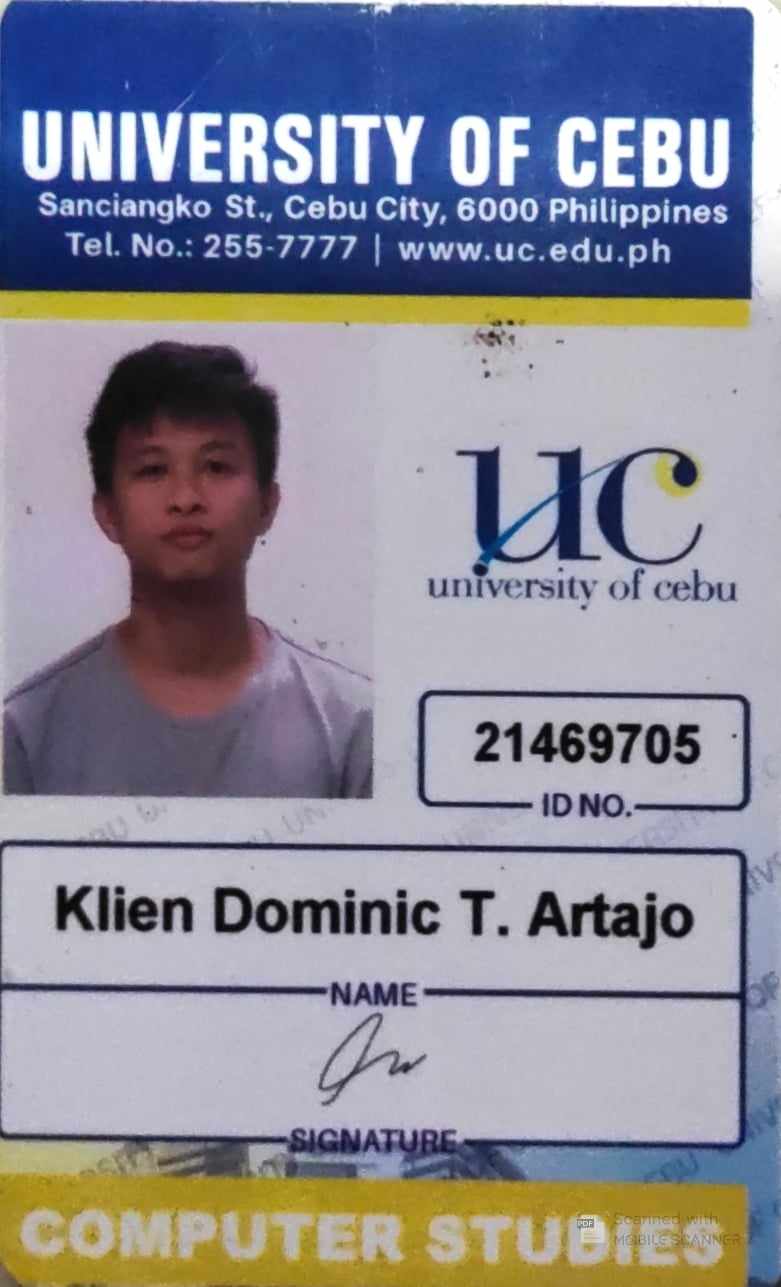 UNIVERSITY OF CEBU
Sanciangko St., Cebu City, 6000 Philippines
Tel. No.: 255-7777 | www.uc.edu.ph
uc
university of cebu
21469705
ID NO.
Klien Dominic T. Artajo
NAME
SIGNATURE
COMPUTER STUDIES
PDF
Scanned with
MOBILE SCANNER